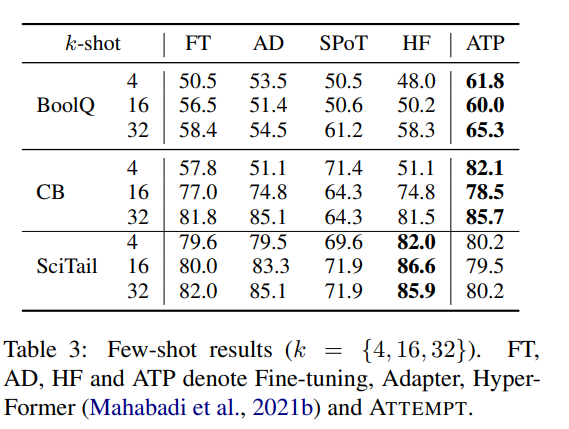 k-shot FT AD SPoT HF ATP
4 50.5 53.5 50.5 48.0 61.8
BoolQ 16 56.5 51.4 50.6 50.2 60.0
32 58.4 54.5 61.2 58.3 65.3
4 57.8 51.1 71.4 51.1 82.1
CB 16 77.0 74.8 64.3 74.8 78.5
32 81.8 85.1 64.3 81.5 85.7
4 79.6 79.5 69.6 82.0 80.2
SciTail 16 80.0 83.3 71.9 86.6 79.5
32 82.0 85.1 71.9 85.9 80.2
Table 3: Few-shot results (k = {4, 16, 32}). FT,
AD, HF and ATP denote Fine-tuning, Adapter, Hyper-
Former (Mahabadi et al., 2021b) and ATTEMPT.